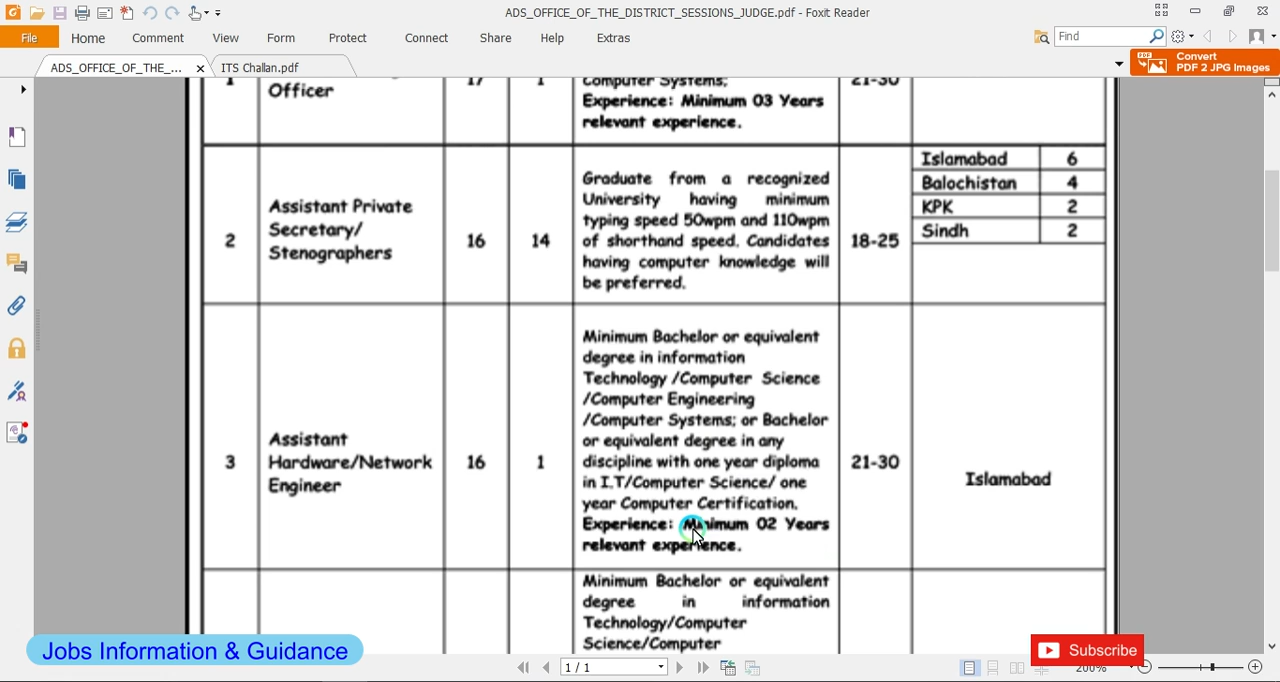 ADS_OFFICE_OF_THE_DISTRICT_SESSIONS_JUDGE.pdf - Foxit Reader
File Home Comment View Form Protect Connect Share Help Extras
Find
ADS_OFFICE_OF_THE_... × ITS Challan.pdf
Convert
PDF 2 JPG Images
1
Officer
17
1
Computer Systems;
Experience: Minimum 03 Years
relevant experience.
21-30
2
Assistant Private
Secretary/
Stenographers
16
14
Graduate from a recognized
University having minimum
typing speed 50wpm and 110wpm
of shorthand speed. Candidates
having computer knowledge will
be preferred.
18-25
Islamabad 6
Balochistan 4
KPK 2
Sindh 2
3
Assistant
Hardware/Network
Engineer
16
1
Minimum Bachelor or equivalent
degree in information
Technology /Computer Science
/Computer Engineering
/Computer Systems; or Bachelor
or equivalent degree in any
discipline with one year diploma
in I.T/Computer Science/ one
year Computer Certification.
Experience: Minimum 02 Years
relevant experience.
21-30
Islamabad
Minimum Bachelor or equivalent
degree in information
Technology/Computer
Science/Computer
Jobs Information & Guidance
Subscribe
1 / 1
200%